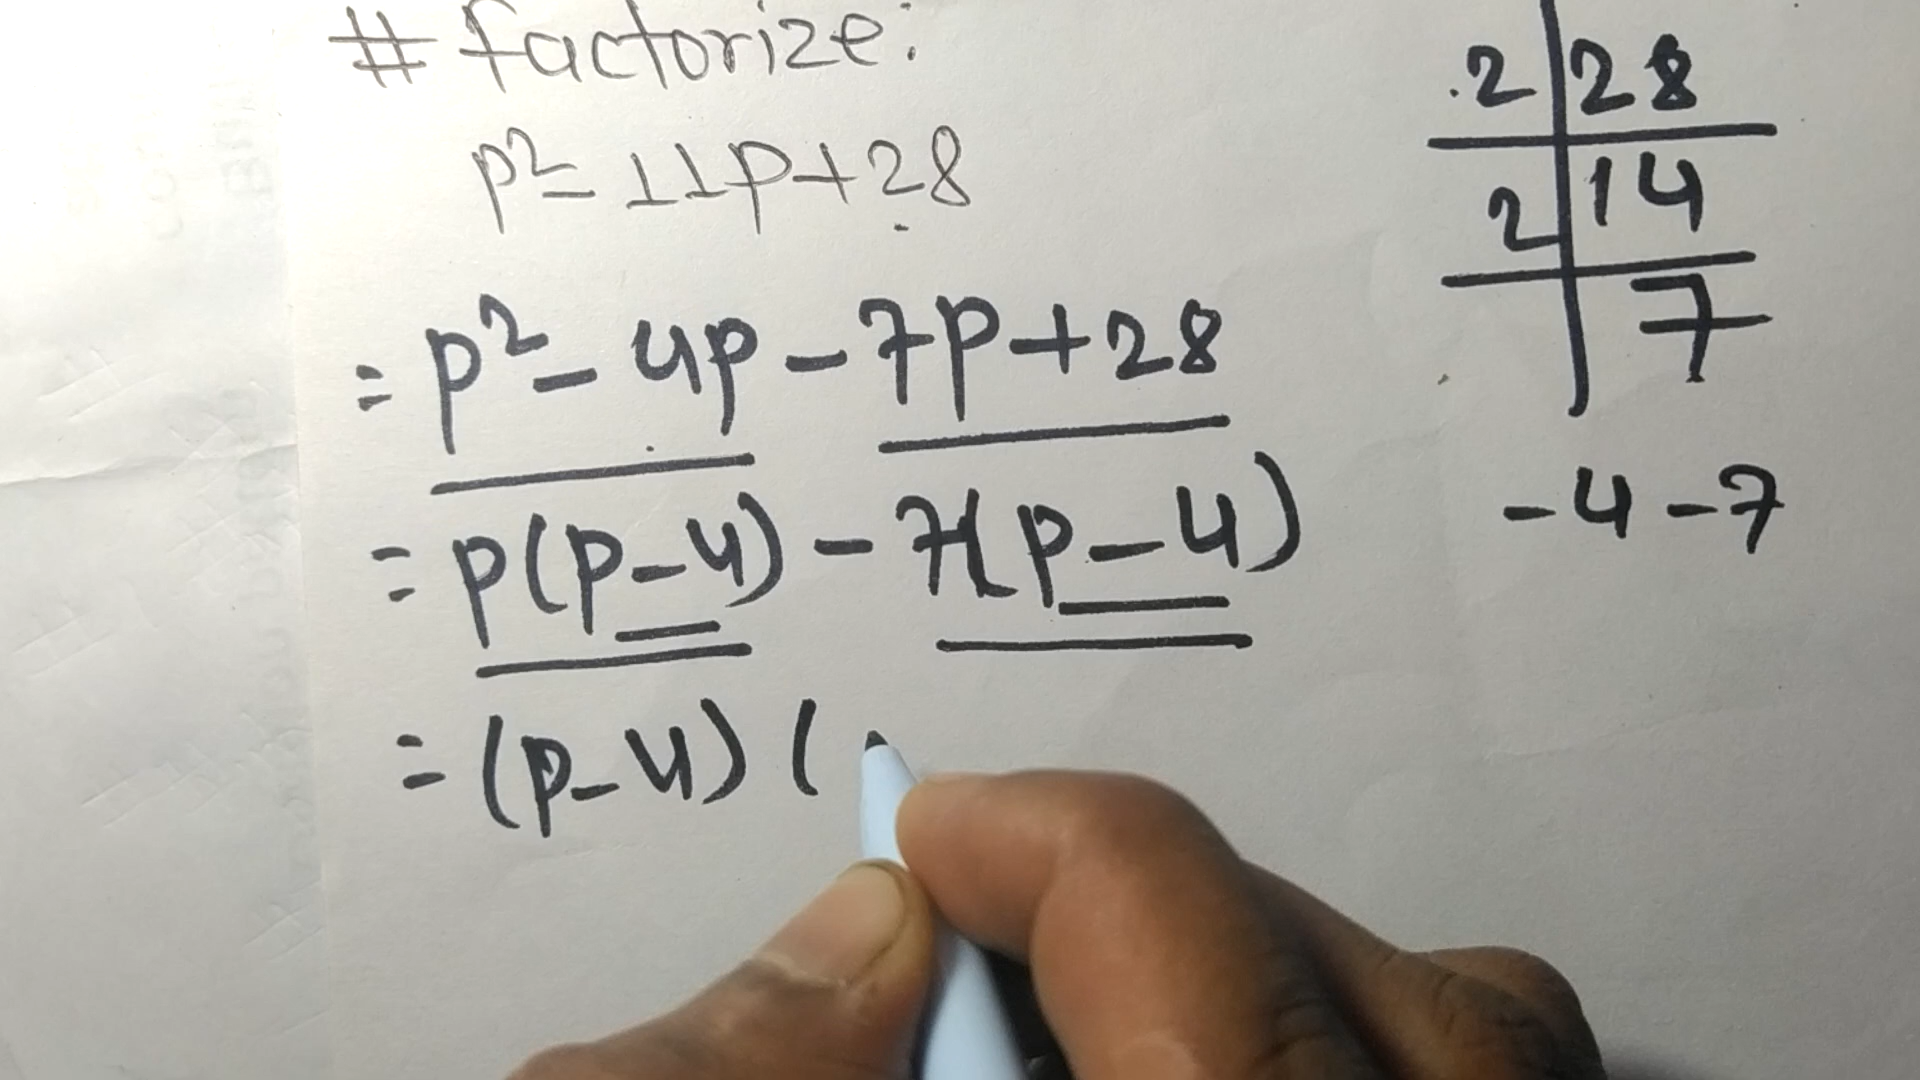 # factorize:
p² - 11p + 28
= p² - 4p - 7p + 28
= p(p - 4) - 7(p - 4)
= (p - 4) (
2 | 28
2 | 14
7
- 4 - 7